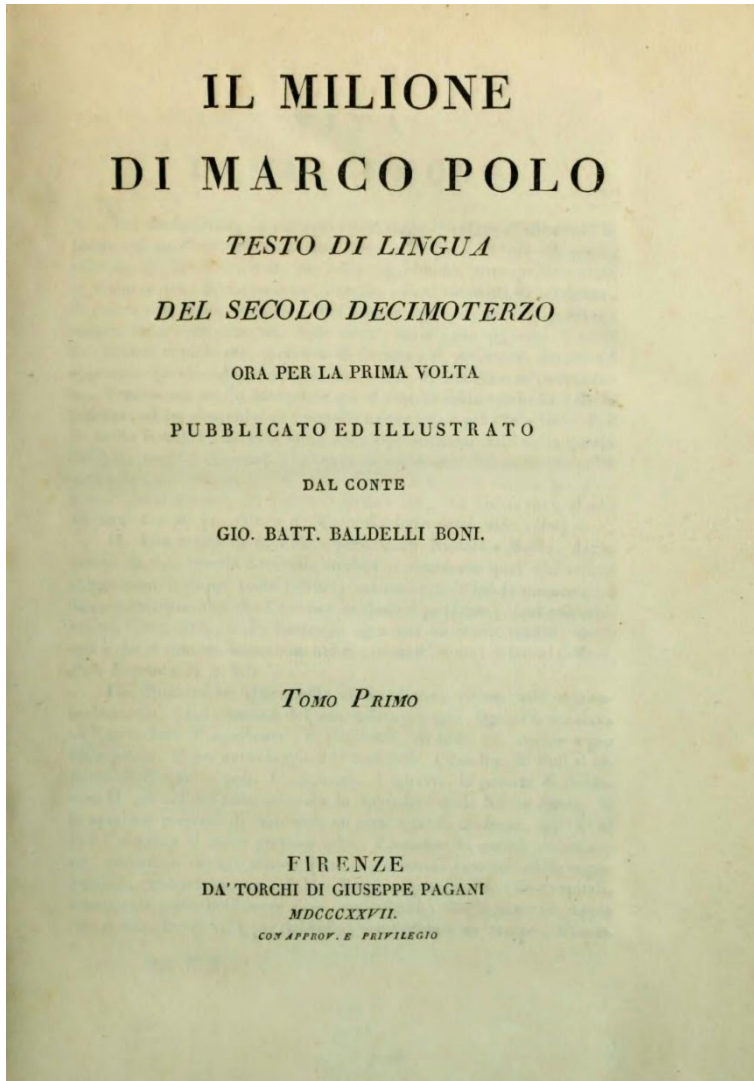 IL MILIONE
DI MARCO POLO
TESTO DI LINGUA
DEL SECOLO DECIMOTERZO
ORA PER LA PRIMA VOLTA
PUBBLICATO ED ILLUSTRATO
DAL CONTE
GIO. BATT. BALDELLI BONI.
TOMO PRIMO
FIRENZE
DA' TORCHI DI GIUSEPPE PAGANI
MDCCCXXVII.
CON APPROV. E PRIVILEGIO